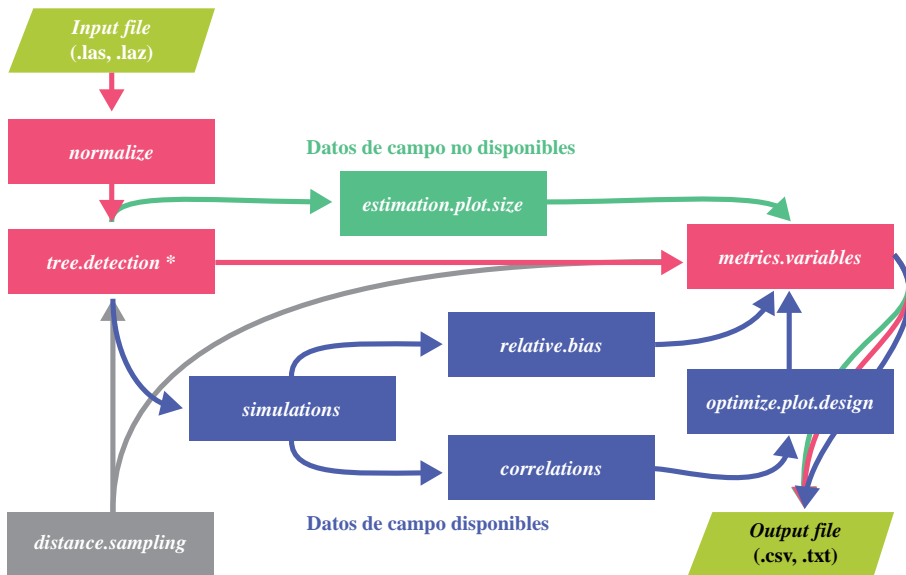 Input file
(.las, .laz)
normalize
Datos de campo no disponibles
estimation.plot.size
tree.detection *
metrics.variables
relative.bias
simulations
optimize.plot.design
correlations
Datos de campo disponibles
distance.sampling
Output file
(.csv, .txt)